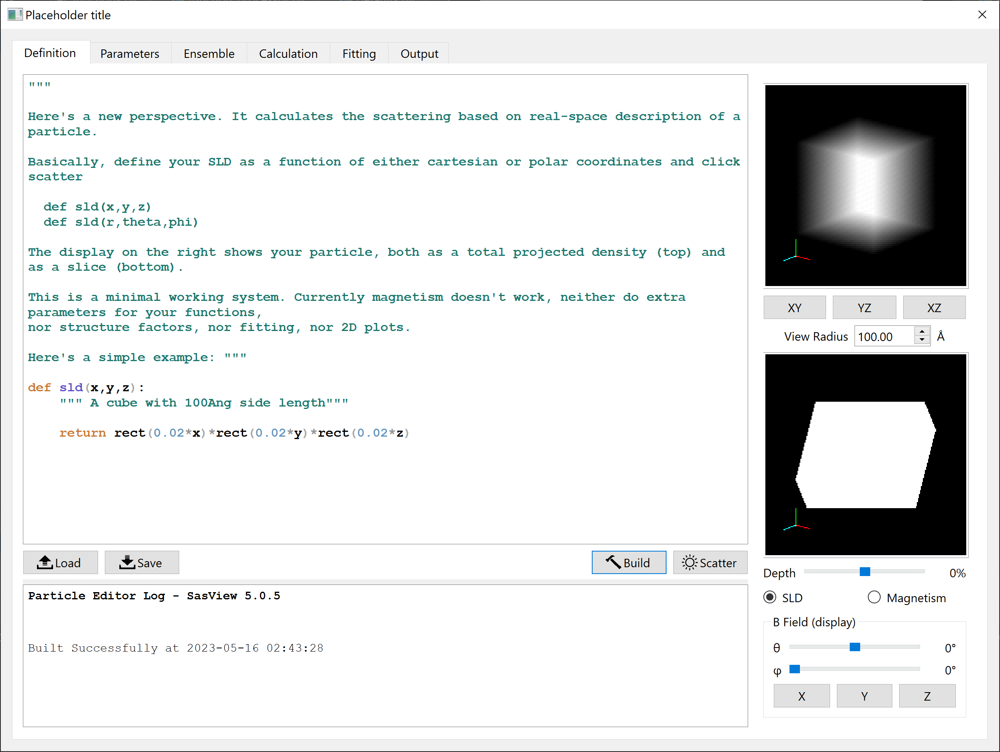 Placeholder title
Definition Parameters Ensemble Calculation Fitting Output
"""
Here's a new perspective. It calculates the scattering based on real-space description of a
particle.
Basically, define your SLD as a function of either cartesian or polar coordinates and click
scatter
def sld(x,y,z)
def sld(r,theta,phi)
The display on the right shows your particle, both as a total projected density (top) and
as a slice (bottom).
This is a minimal working system. Currently magnetism doesn't work, neither do extra
parameters for your functions,
nor structure factors, nor fitting, nor 2D plots.
Here's a simple example: """
def sld(x,y,z):
""" A cube with 100Ang side length"""
return rect(0.02*x)*rect(0.02*y)*rect(0.02*z)
Load Save Build Scatter
Particle Editor Log - SasView 5.0.5
Built Successfully at 2023-05-16 02:43:28
XY YZ XZ
View Radius 100.00 Å
Depth 0%
SLD Magnetism
B Field (display)
θ 0°
φ 0°
X Y Z